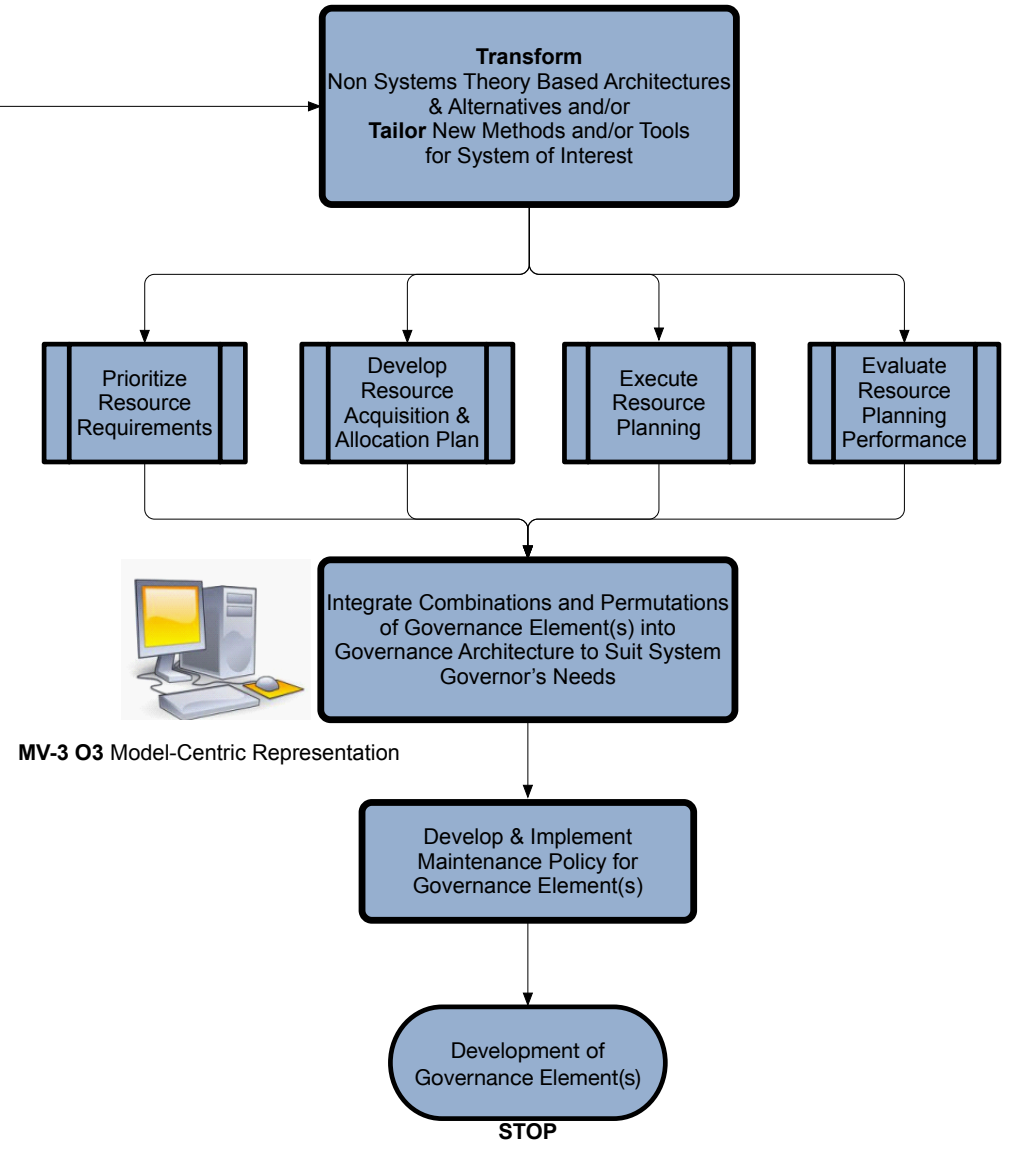 Transform
Non Systems Theory Based Architectures
& Alternatives and/or
Tailor New Methods and/or Tools
for System of Interest
Prioritize
Resource
Requirements
Develop
Resource
Acquisition &
Allocation Plan
Execute
Resource
Planning
Evaluate
Resource
Planning
Performance
Integrate Combinations and Permutations
of Governance Element(s) into
Governance Architecture to Suit System
Governor’s Needs
MV-3 O3 Model-Centric Representation
Develop & Implement
Maintenance Policy for
Governance Element(s)
Development of
Governance Element(s)
STOP